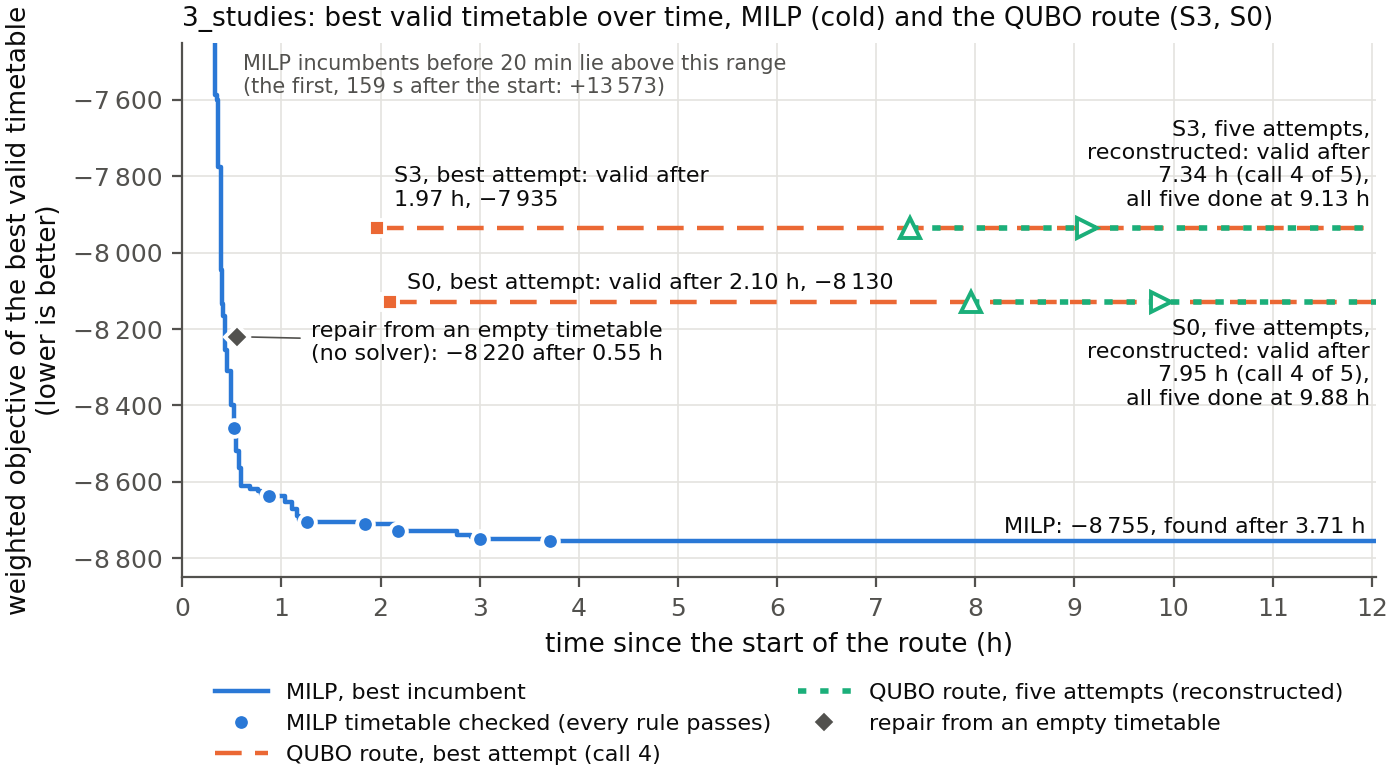 3_studies: best valid timetable over time, MILP (cold) and the QUBO route (S3, S0)
weighted objective of the best valid timetable
(lower is better)
MILP incumbents before 20 min lie above this range
(the first, 159 s after the start: +13 573)
−7 600
−7 800
−8 000
−8 200
−8 400
−8 600
−8 800
S3, five attempts,
reconstructed: valid after
7.34 h (call 4 of 5),
all five done at 9.13 h
S3, best attempt: valid after
1.97 h, −7 935
S0, best attempt: valid after 2.10 h, −8 130
repair from an empty timetable
(no solver): −8 220 after 0.55 h
S0, five attempts,
reconstructed: valid after
7.95 h (call 4 of 5),
all five done at 9.88 h
MILP: −8 755, found after 3.71 h
0 1 2 3 4 5 6 7 8 9 10 11 12
time since the start of the route (h)
MILP, best incumbent
MILP timetable checked (every rule passes)
QUBO route, best attempt (call 4)
QUBO route, five attempts (reconstructed)
repair from an empty timetable